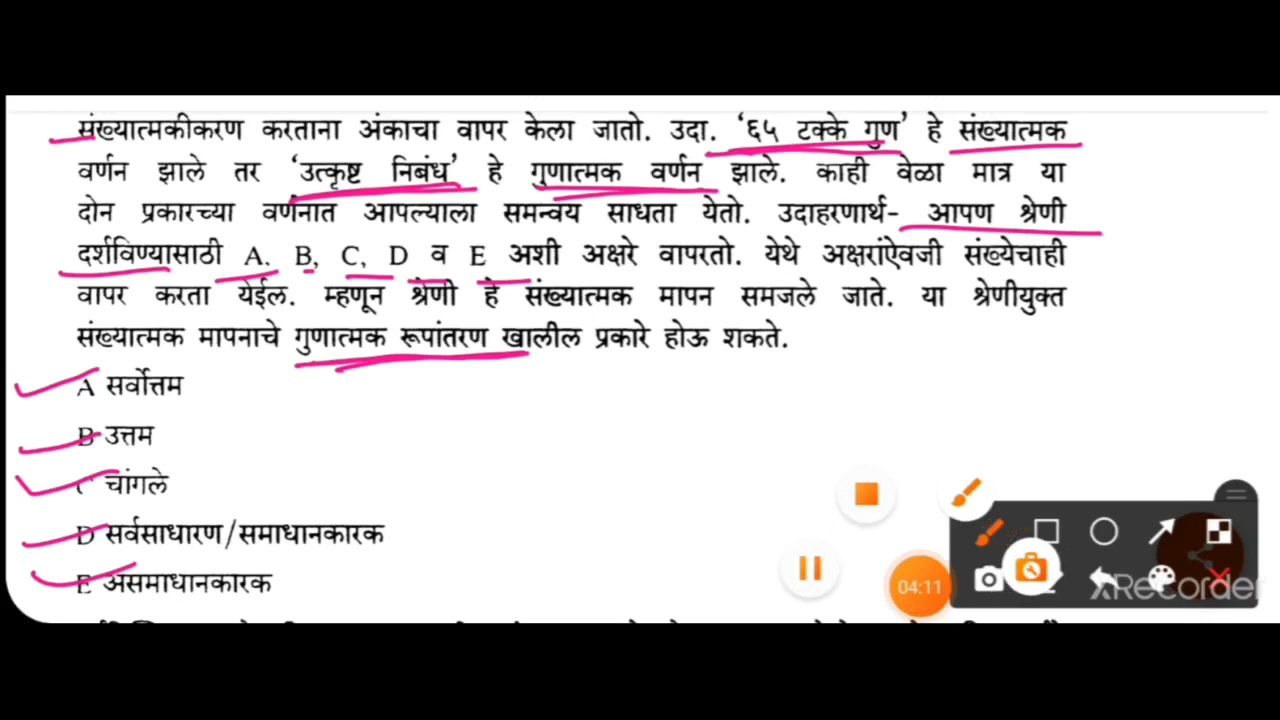 संख्यात्मकीकरण करताना अंकाचा वापर केला जातो. उदा. ‘६५ टक्के गुण’ हे संख्यात्मक
वर्णन झाले तर ‘उत्कृष्ट निबंध’ हे गुणात्मक वर्णन झाले. काही वेळा मात्र या
दोन प्रकारच्या वर्णनात आपल्याला समन्वय साधता येतो. उदाहरणार्थ- आपण श्रेणी
दर्शविण्यासाठी A, B, C, D व E अशी अक्षरे वापरतो. येथे अक्षरांऐवजी संख्येचाही
वापर करता येईल. म्हणून श्रेणी हे संख्यात्मक मापन समजले जाते. या श्रेणीयुक्त
संख्यात्मक मापनाचे गुणात्मक रूपांतरण खालील प्रकारे होऊ शकते.
A सर्वोत्तम
B उत्तम
C चांगले
D सर्वसाधारण/समाधानकारक
E असमाधानकारक
04:11
XRecorder